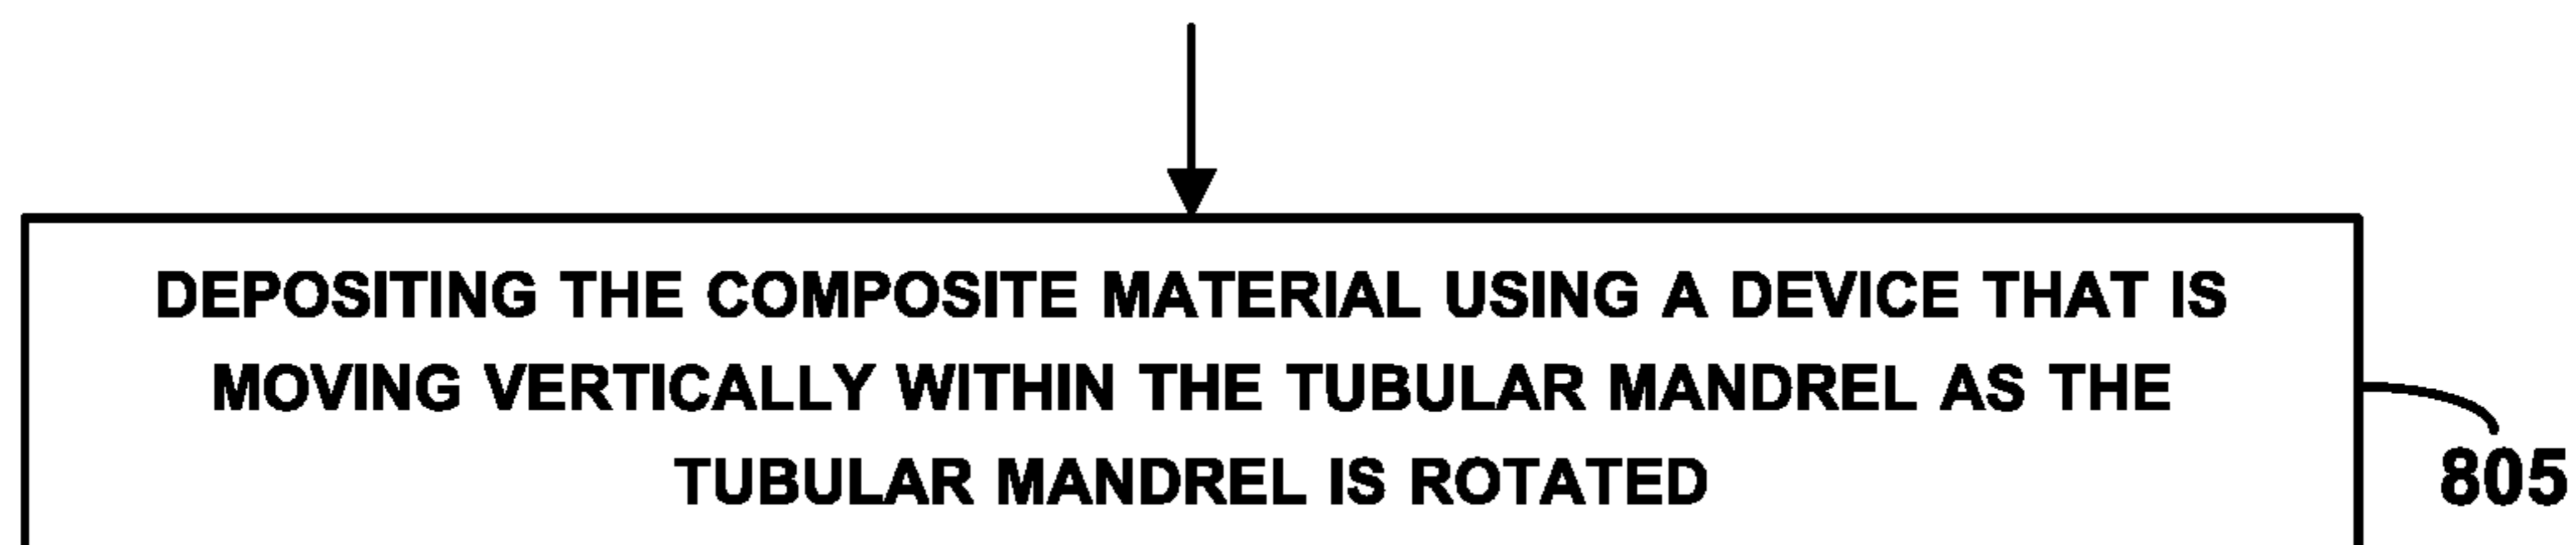 DEPOSITING THE COMPOSITE MATERIAL USING A DEVICE THAT IS
MOVING VERTICALLY WITHIN THE TUBULAR MANDREL AS THE
TUBULAR MANDREL IS ROTATED
805